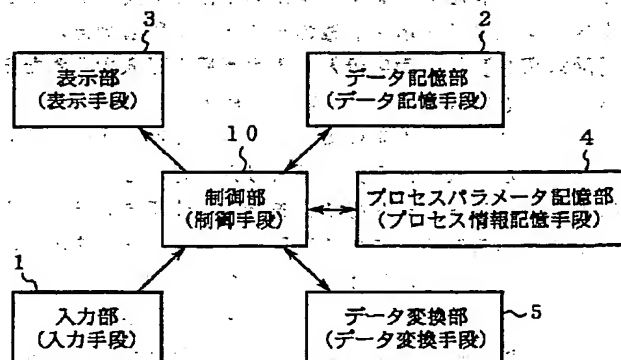 3
表示部
(表示手段)
2
データ記憶部
(データ記憶手段)
10
制御部
(制御手段)
4
プロセスパラメータ記憶部
(プロセス情報記憶手段)
1
入力部
(入力手段)
データ変換部
(データ変換手段)
5